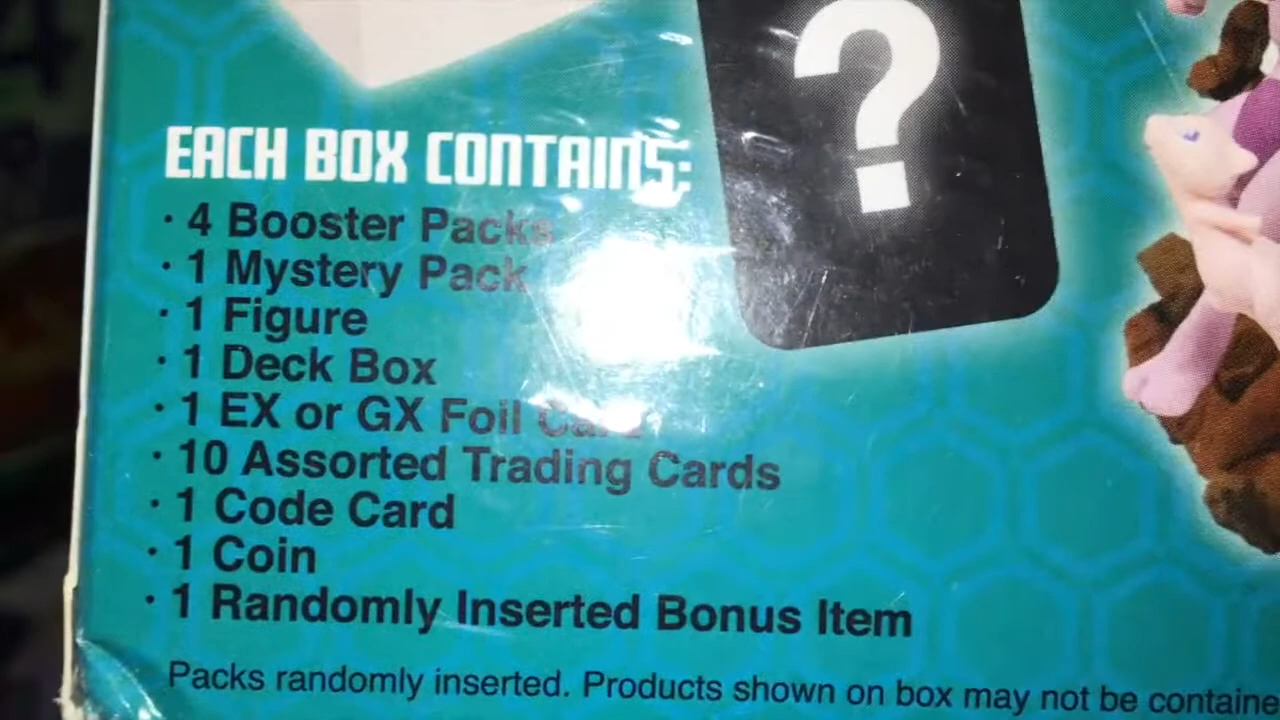 ?
EACH BOX CONTAINS:
· 4 Booster Packs
· 1 Mystery Pack
· 1 Figure
· 1 Deck Box
· 1 EX or GX Foil Card
· 10 Assorted Trading Cards
· 1 Code Card
· 1 Coin
· 1 Randomly Inserted Bonus Item
Packs randomly inserted. Products shown on box may not be containe